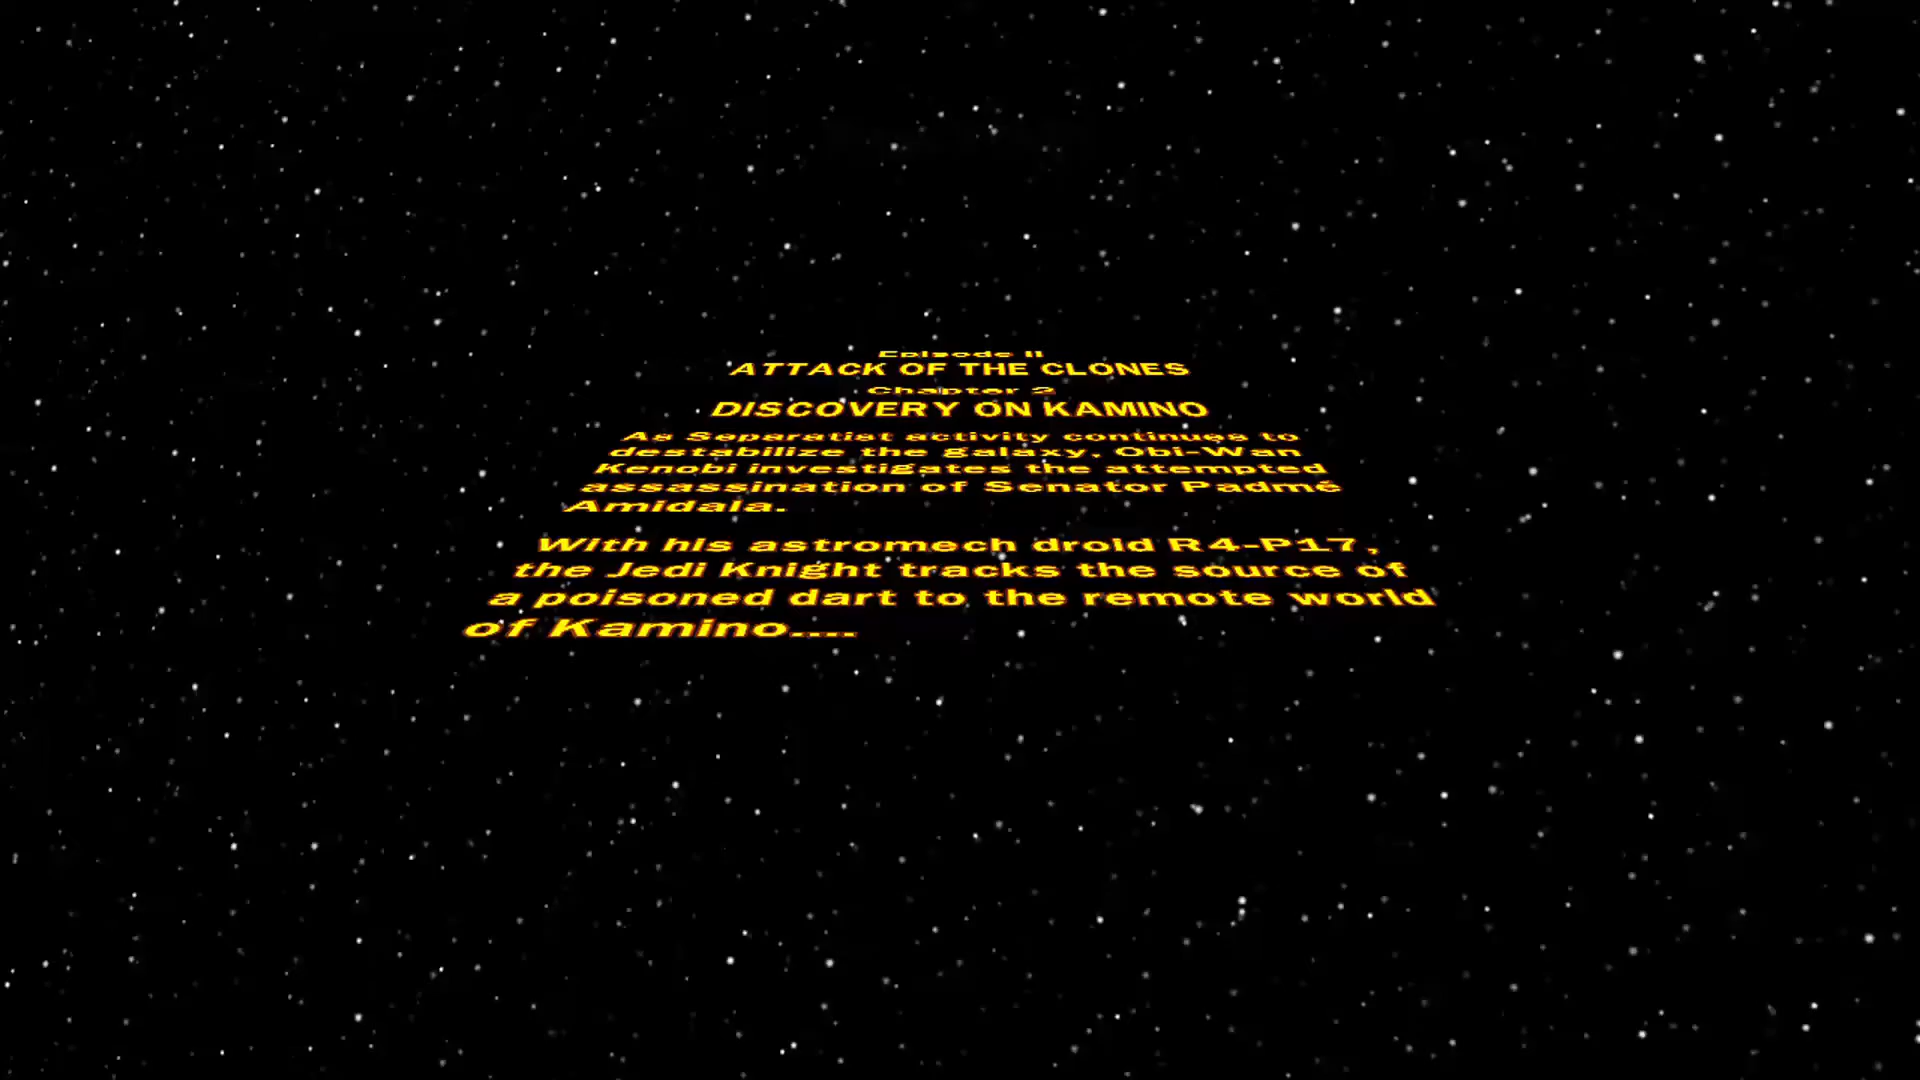 Episode II
ATTACK OF THE CLONES
Chapter 2
DISCOVERY ON KAMINO
As Separatist activity continues to
destabilize the galaxy, Obi-Wan
Kenobi investigates the attempted
assassination of Senator Padmé
Amidala.
With his astromech droid R4-P17,
the Jedi Knight tracks the source of
a poisoned dart to the remote world
of Kamino....